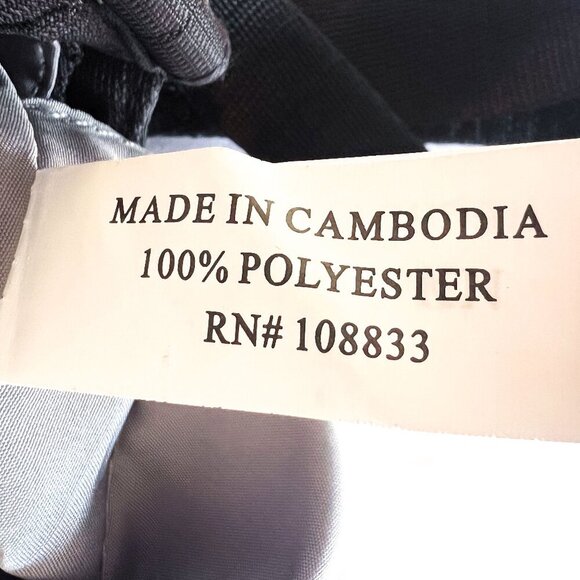 MADE IN CAMBODIA
100% POLYESTER
RN# 108833